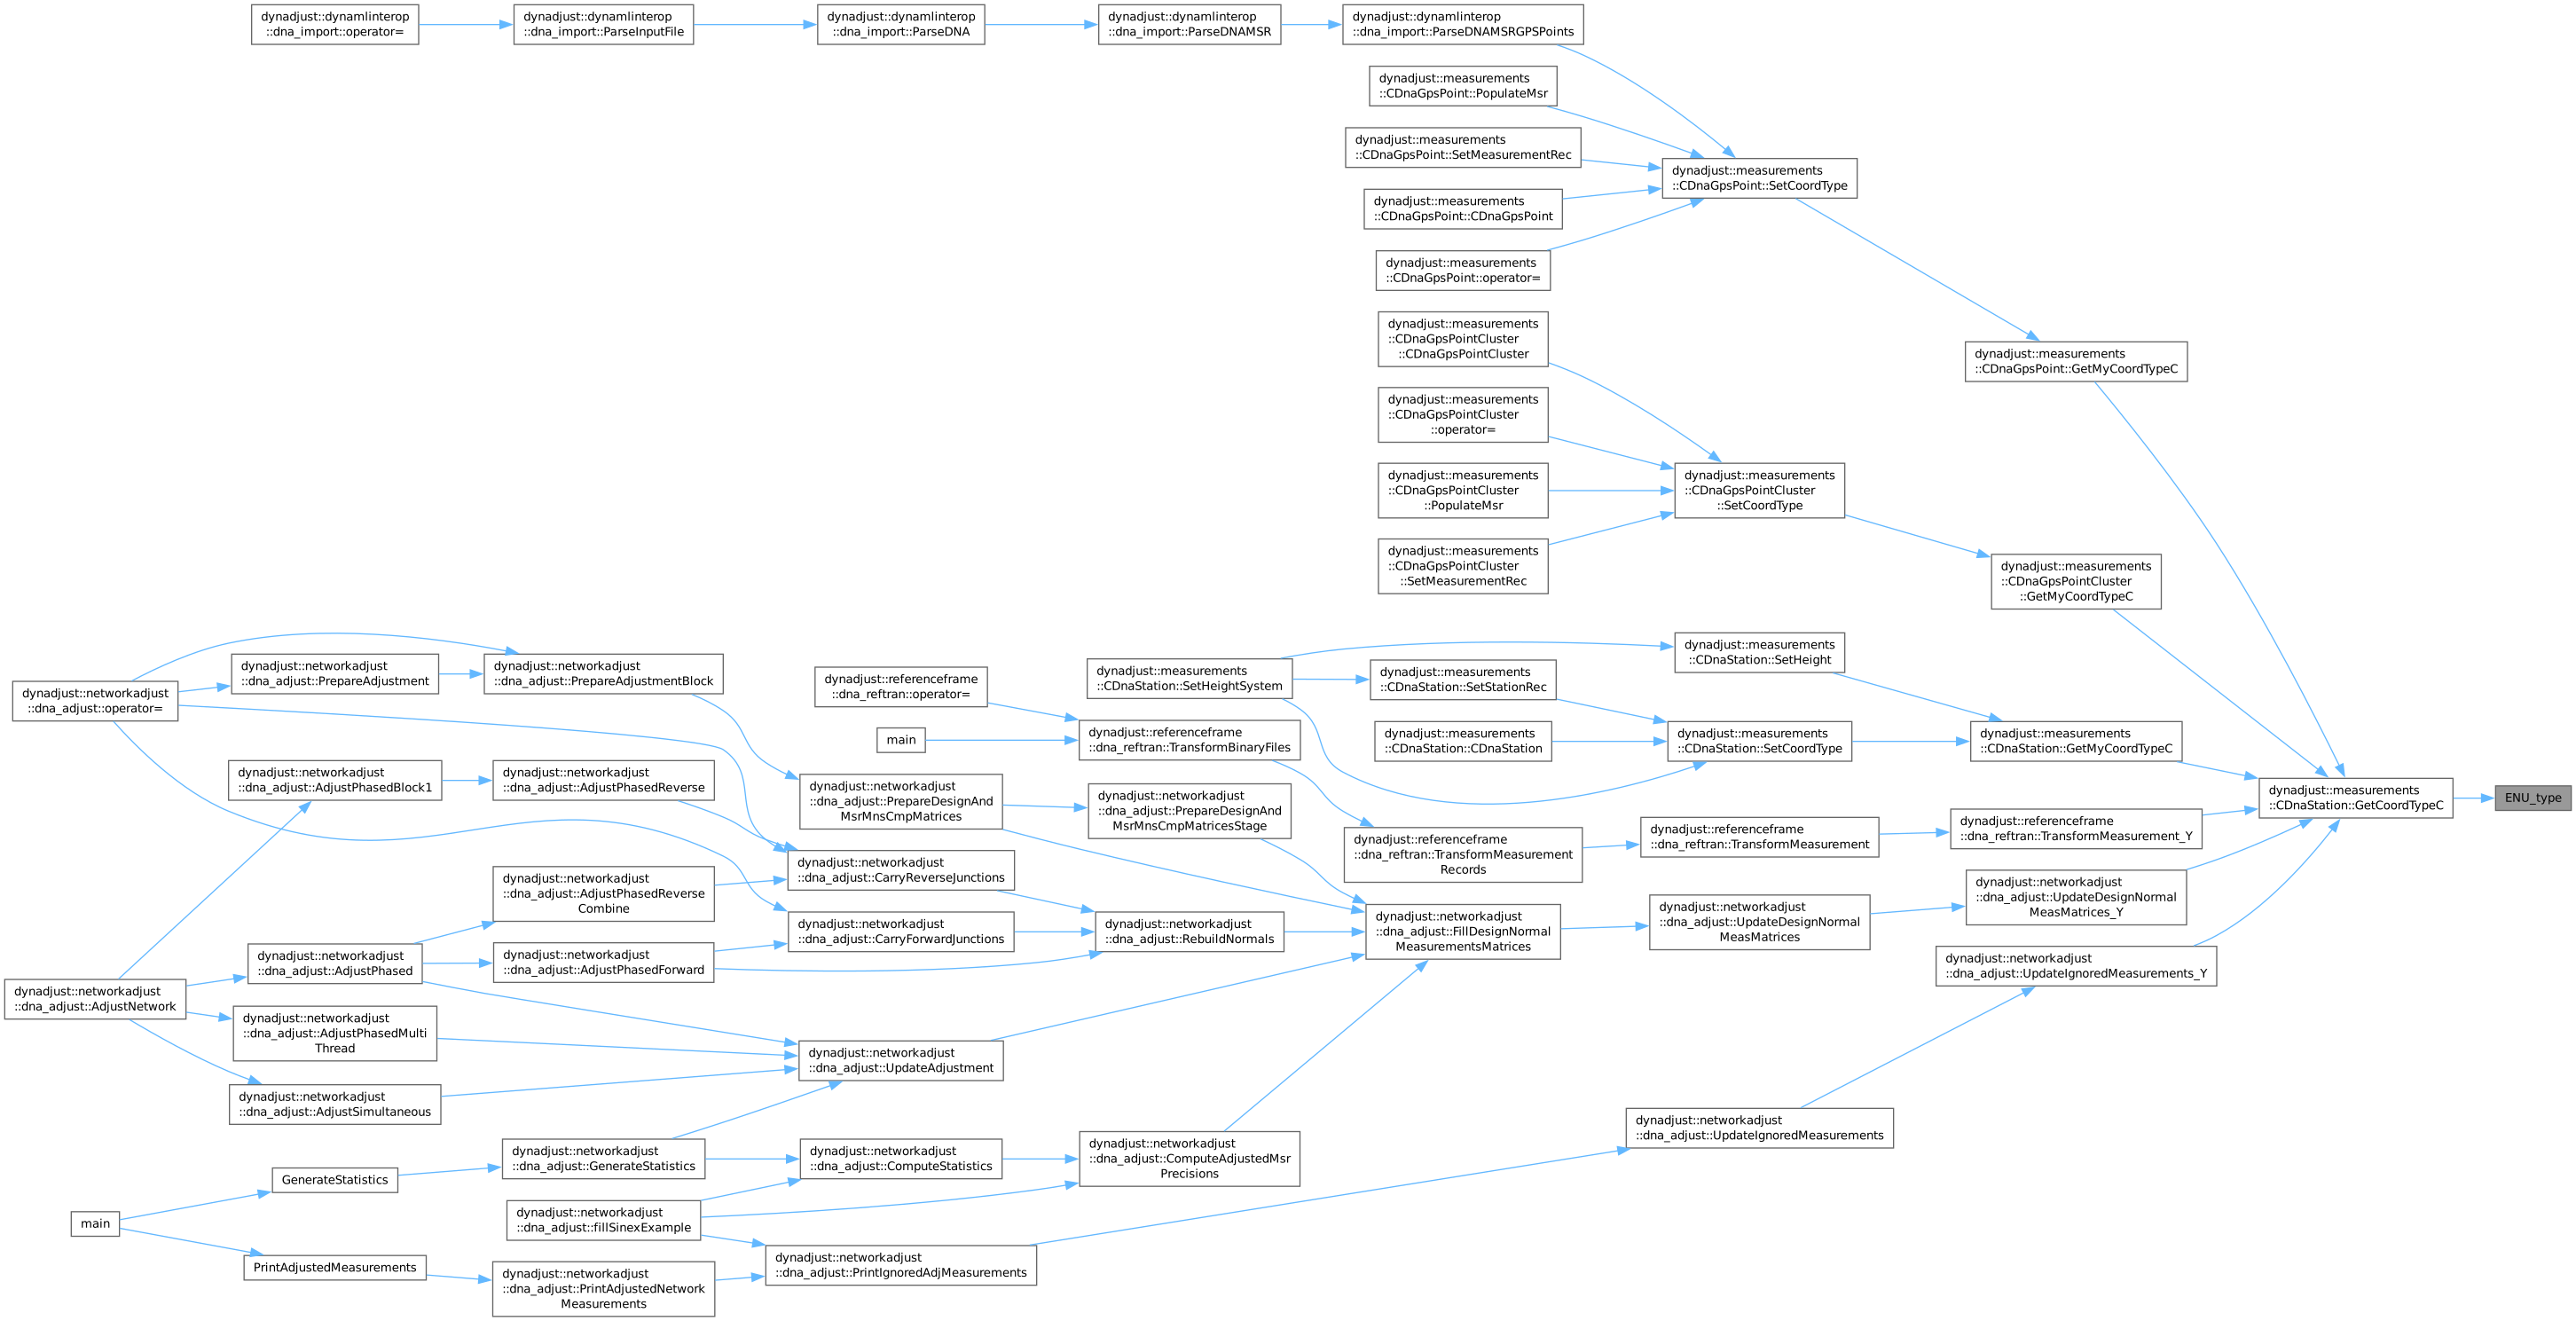 dynadjust::dynamlinterop
::dna_import::operator=
dynadjust::dynamlinterop
::dna_import::ParseInputFile
dynadjust::dynamlinterop
::dna_import::ParseDNA
dynadjust::dynamlinterop
::dna_import::ParseDNAMSR
dynadjust::dynamlinterop
::dna_import::ParseDNAMSRGPSPoints
dynadjust::measurements
::CDnaGpsPoint::PopulateMsr
dynadjust::measurements
::CDnaGpsPoint::SetMeasurementRec
dynadjust::measurements
::CDnaGpsPoint::SetCoordType
dynadjust::measurements
::CDnaGpsPoint::CDnaGpsPoint
dynadjust::measurements
::CDnaGpsPoint::operator=
dynadjust::measurements
::CDnaGpsPointCluster
::CDnaGpsPointCluster
dynadjust::measurements
::CDnaGpsPoint::GetMyCoordTypeC
dynadjust::measurements
::CDnaGpsPointCluster
::operator=
dynadjust::measurements
::CDnaGpsPointCluster
::PopulateMsr
dynadjust::measurements
::CDnaGpsPointCluster
::SetCoordType
dynadjust::measurements
::CDnaGpsPointCluster
::SetMeasurementRec
dynadjust::measurements
::CDnaGpsPointCluster
::GetMyCoordTypeC
dynadjust::networkadjust
::dna_adjust::operator=
dynadjust::networkadjust
::dna_adjust::PrepareAdjustment
dynadjust::networkadjust
::dna_adjust::PrepareAdjustmentBlock
dynadjust::referenceframe
::dna_reftran::operator=
dynadjust::measurements
::CDnaStation::SetHeightSystem
dynadjust::measurements
::CDnaStation::SetStationRec
dynadjust::measurements
::CDnaStation::SetHeight
main
dynadjust::referenceframe
::dna_reftran::TransformBinaryFiles
dynadjust::measurements
::CDnaStation::CDnaStation
dynadjust::measurements
::CDnaStation::SetCoordType
dynadjust::measurements
::CDnaStation::GetMyCoordTypeC
dynadjust::networkadjust
::dna_adjust::AdjustPhasedBlock1
dynadjust::networkadjust
::dna_adjust::AdjustPhasedReverse
dynadjust::networkadjust
::dna_adjust::PrepareDesignAnd
MsrMnsCmpMatrices
dynadjust::networkadjust
::dna_adjust::PrepareDesignAnd
MsrMnsCmpMatricesStage
dynadjust::measurements
::CDnaStation::GetCoordTypeC
ENU_type
dynadjust::referenceframe
::dna_reftran::TransformMeasurement
Records
dynadjust::referenceframe
::dna_reftran::TransformMeasurement
dynadjust::referenceframe
::dna_reftran::TransformMeasurement_Y
dynadjust::networkadjust
::dna_adjust::AdjustPhasedReverse
Combine
dynadjust::networkadjust
::dna_adjust::CarryReverseJunctions
dynadjust::networkadjust
::dna_adjust::UpdateDesignNormal
MeasMatrices_Y
dynadjust::networkadjust
::dna_adjust::CarryForwardJunctions
dynadjust::networkadjust
::dna_adjust::RebuildNormals
dynadjust::networkadjust
::dna_adjust::FillDesignNormal
MeasurementsMatrices
dynadjust::networkadjust
::dna_adjust::UpdateDesignNormal
MeasMatrices
dynadjust::networkadjust
::dna_adjust::AdjustPhased
dynadjust::networkadjust
::dna_adjust::AdjustPhasedForward
dynadjust::networkadjust
::dna_adjust::UpdateIgnoredMeasurements_Y
dynadjust::networkadjust
::dna_adjust::AdjustNetwork
dynadjust::networkadjust
::dna_adjust::AdjustPhasedMulti
Thread
dynadjust::networkadjust
::dna_adjust::UpdateAdjustment
dynadjust::networkadjust
::dna_adjust::AdjustSimultaneous
dynadjust::networkadjust
::dna_adjust::UpdateIgnoredMeasurements
GenerateStatistics
dynadjust::networkadjust
::dna_adjust::GenerateStatistics
dynadjust::networkadjust
::dna_adjust::ComputeStatistics
dynadjust::networkadjust
::dna_adjust::ComputeAdjustedMsr
Precisions
main
dynadjust::networkadjust
::dna_adjust::fillSinexExample
PrintAdjustedMeasurements
dynadjust::networkadjust
::dna_adjust::PrintAdjustedNetwork
Measurements
dynadjust::networkadjust
::dna_adjust::PrintIgnoredAdjMeasurements